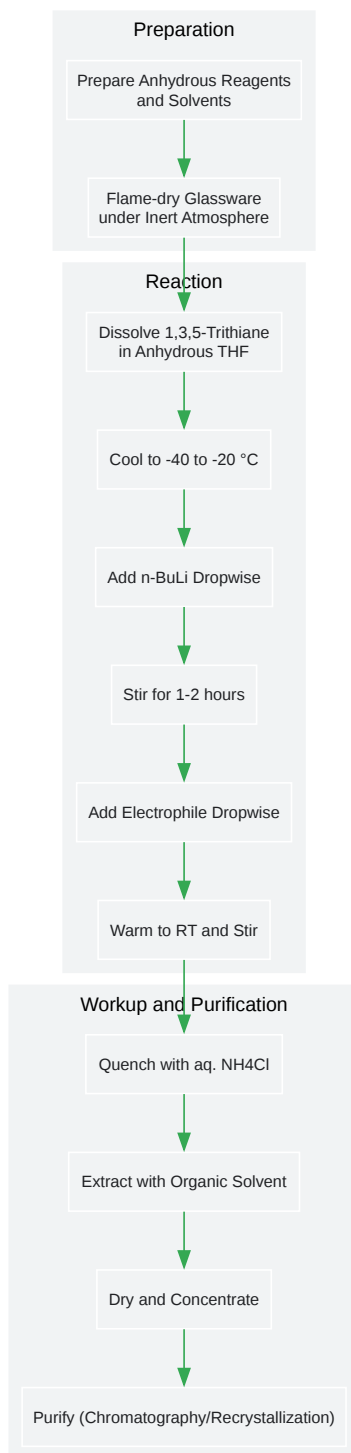 Preparation
Prepare Anhydrous Reagents
and Solvents
Flame-dry Glassware
under Inert Atmosphere
Reaction
Dissolve 1,3,5-Trithiane
in Anhydrous THF
Cool to -40 to -20 °C
Add n-BuLi Dropwise
Stir for 1-2 hours
Add Electrophile Dropwise
Warm to RT and Stir
Workup and Purification
Quench with aq. NH4Cl
Extract with Organic Solvent
Dry and Concentrate
Purify (Chromatography/Recrystallization)